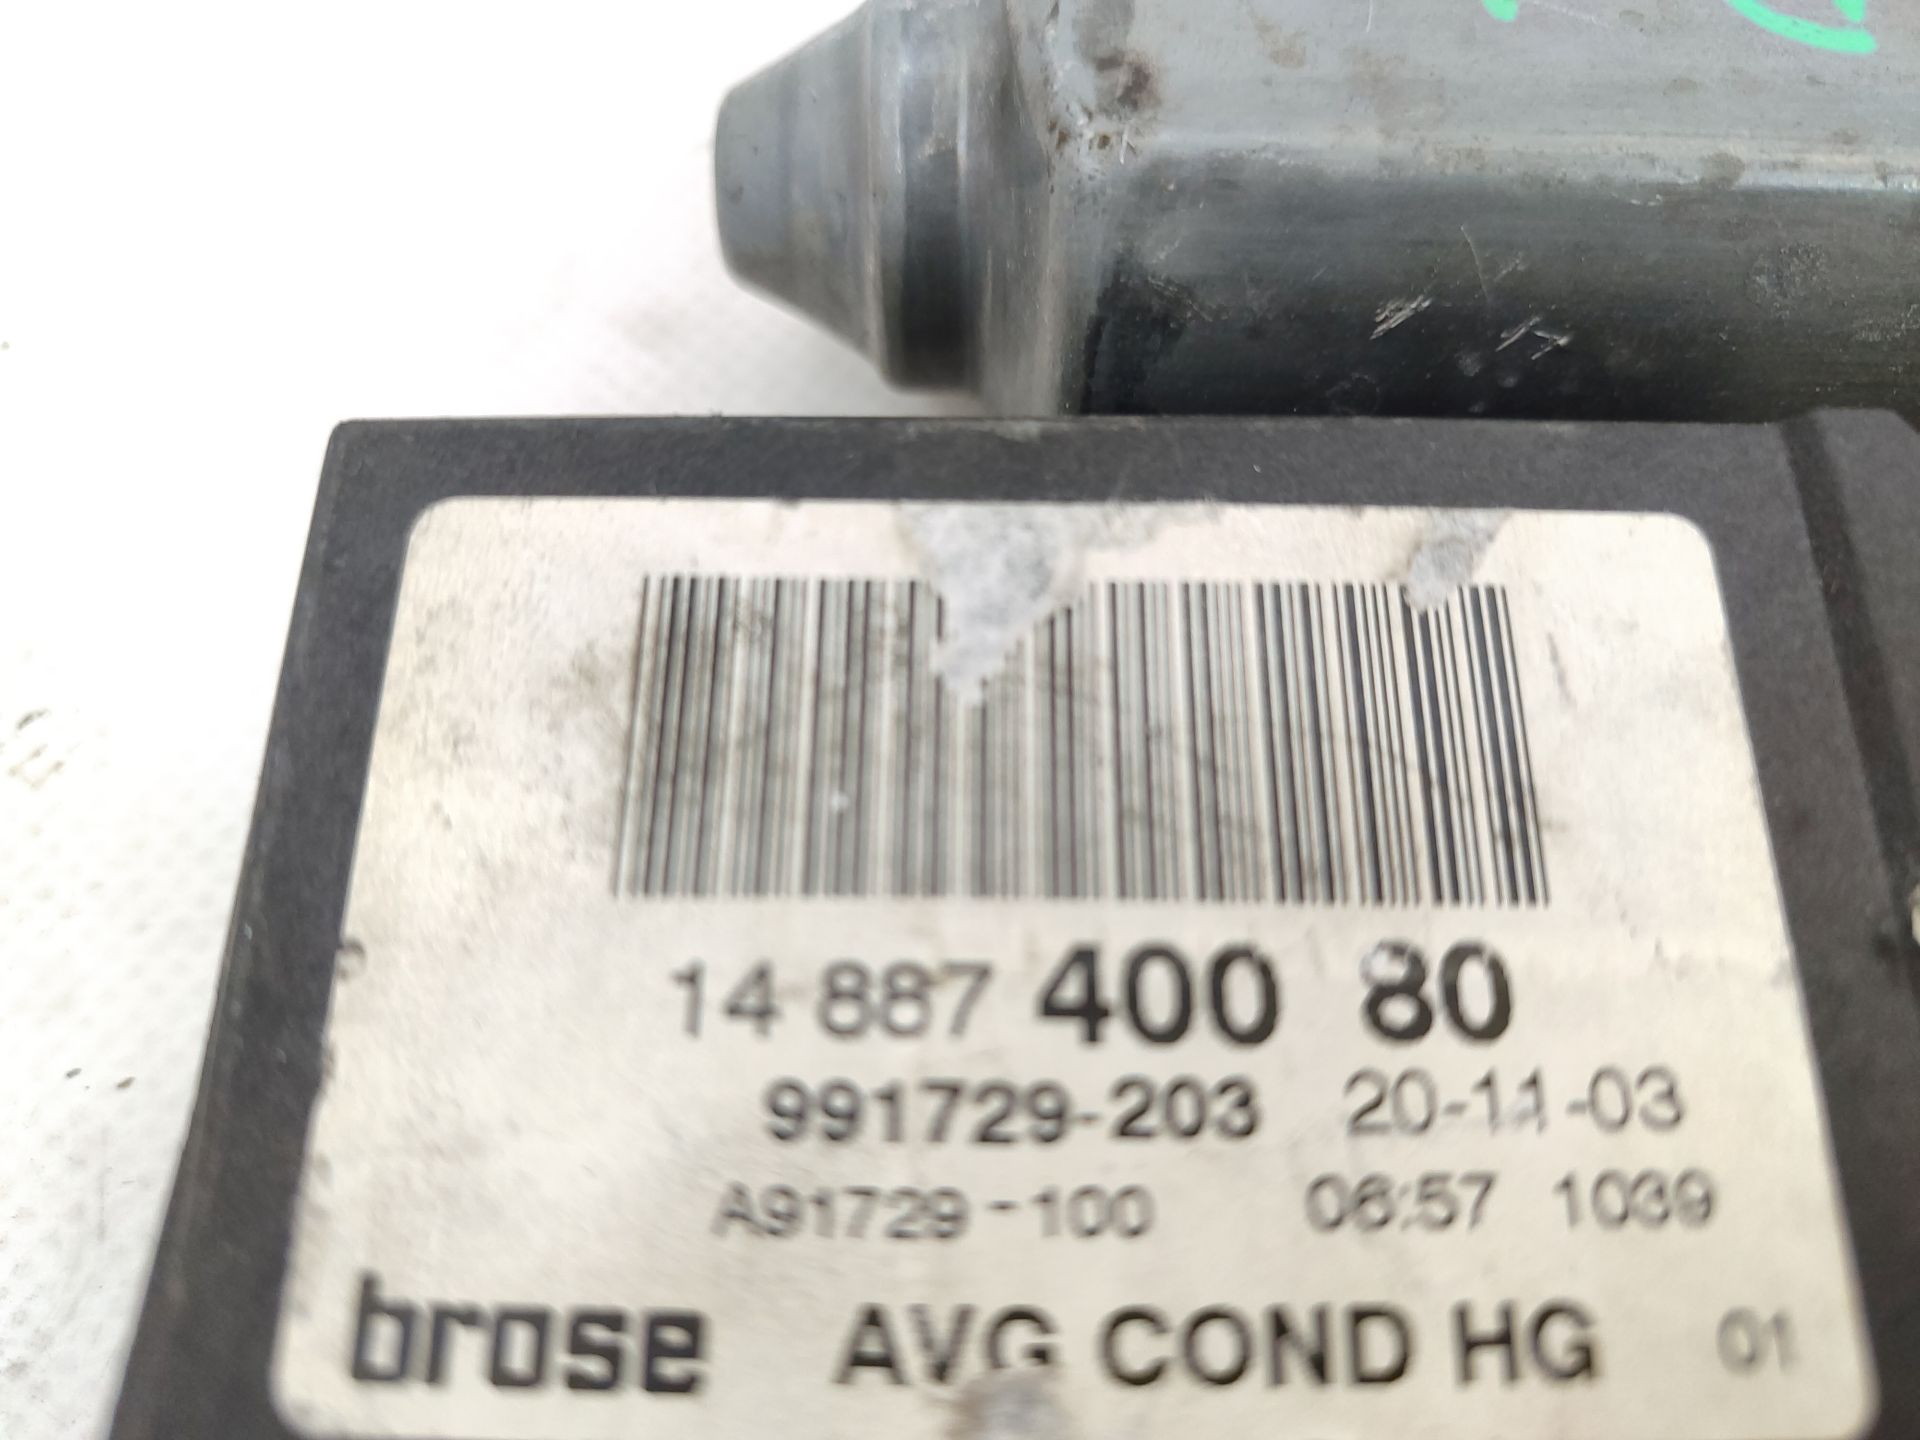 14 887 400 80
991729-203 20-11-03
A91729-100 06:57 1039
brose AVG COND HG 01